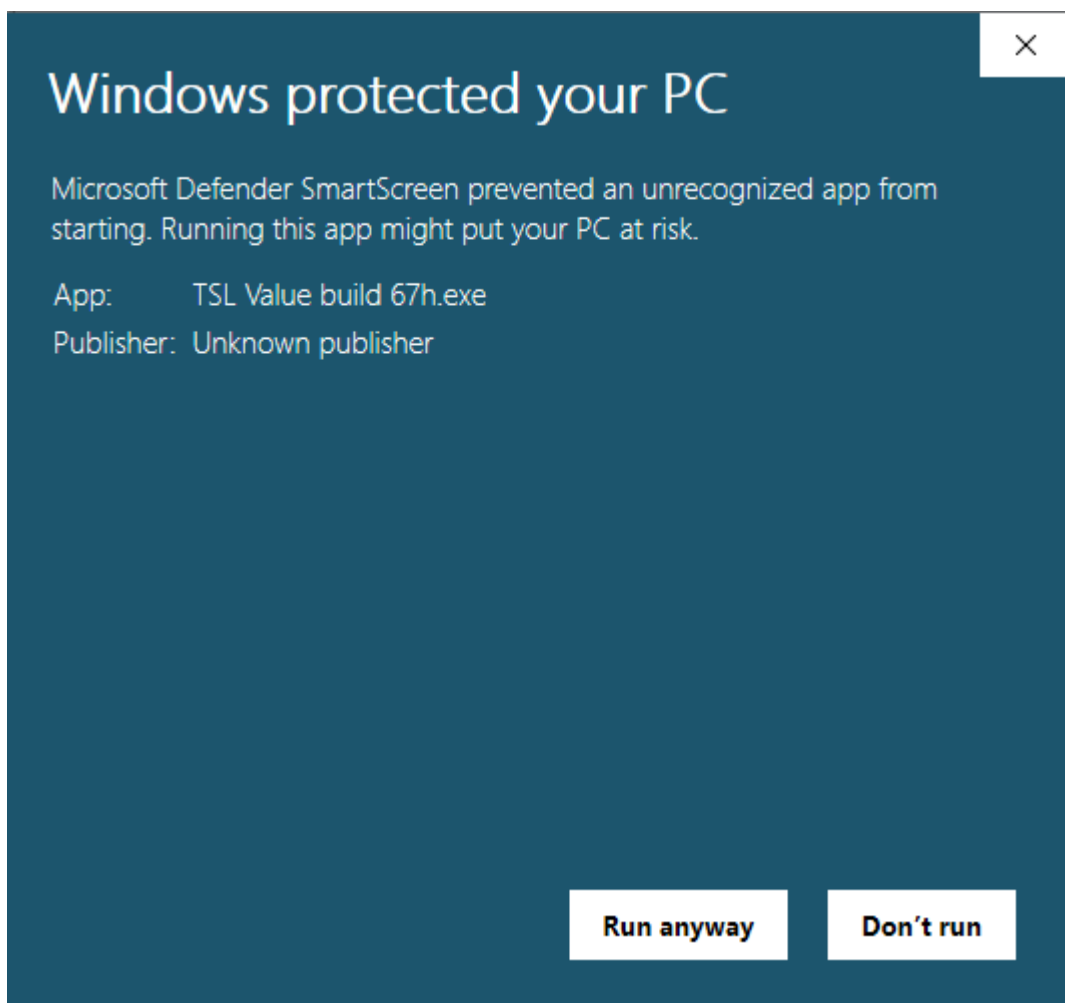 Windows protected your PC
Microsoft Defender SmartScreen prevented an unrecognized app from
starting. Running this app might put your PC at risk.
App: TSL Value build 67h.exe
Publisher: Unknown publisher
Run anyway Don’t run